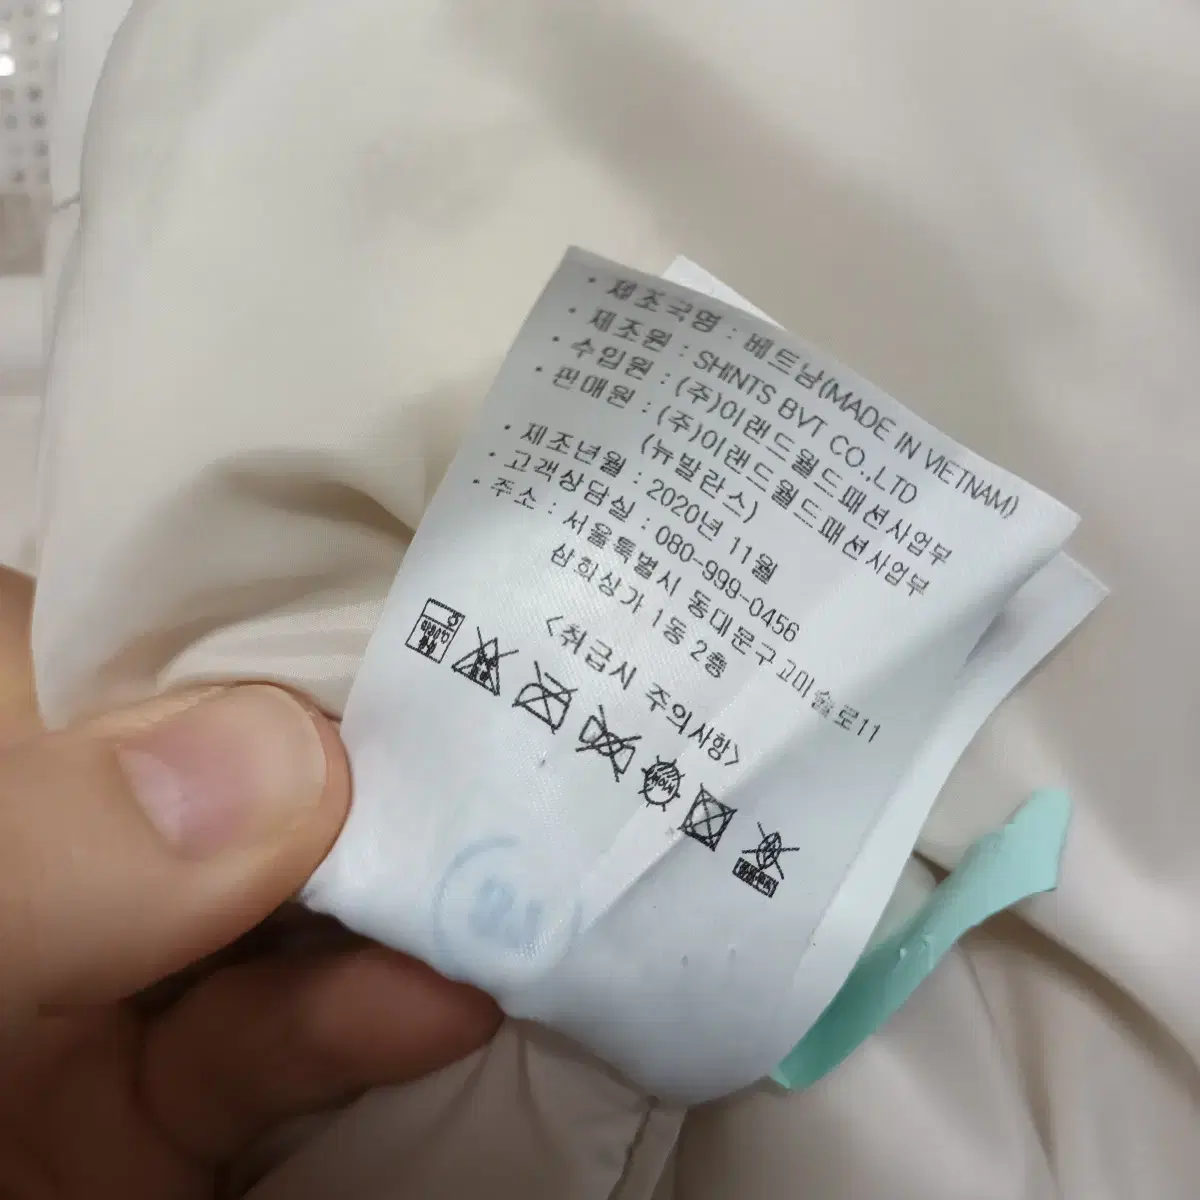 · 제조국명 : 베트남(MADE IN VIETNAM)
· 제조원 : SHINTS BVT CO.,LTD
· 수입원 : (주)이랜드월드패션사업부
· 판매원 : (주)이랜드월드패션사업부
(뉴발란스)
· 제조년월 : 2020년 11월
· 고객상담실 : 080-999-0456
· 주소 : 서울특별시 동대문구 고미술로11
삼희상가 1동 2층
<취급시 주의사항>